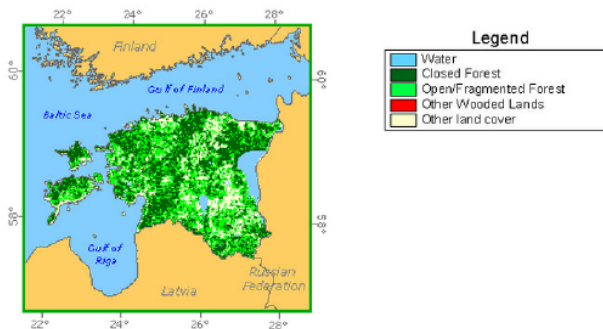 22° 24° 26° 28°
Finland
60°
60°
Gulf of Finland
Baltic Sea
58°
58°
Gulf of
Riga
Latvia
Russian
Federation
22° 24° 26° 28°
Legend
Water
Closed Forest
Open/Fragmented Forest
Other Wooded Lands
Other land cover